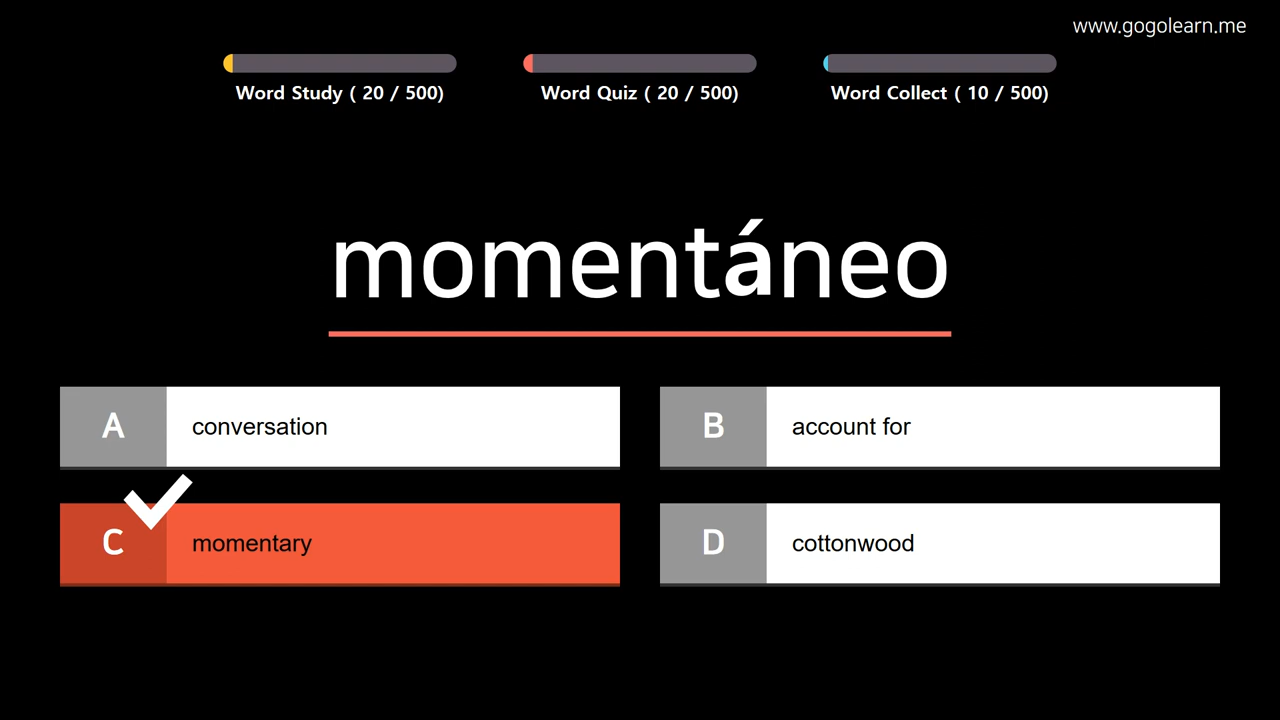 www.gogolearn.me
Word Study ( 20 / 500)
Word Quiz ( 20 / 500)
Word Collect ( 10 / 500)
momentáneo
A conversation
B account for
C momentary
D cottonwood